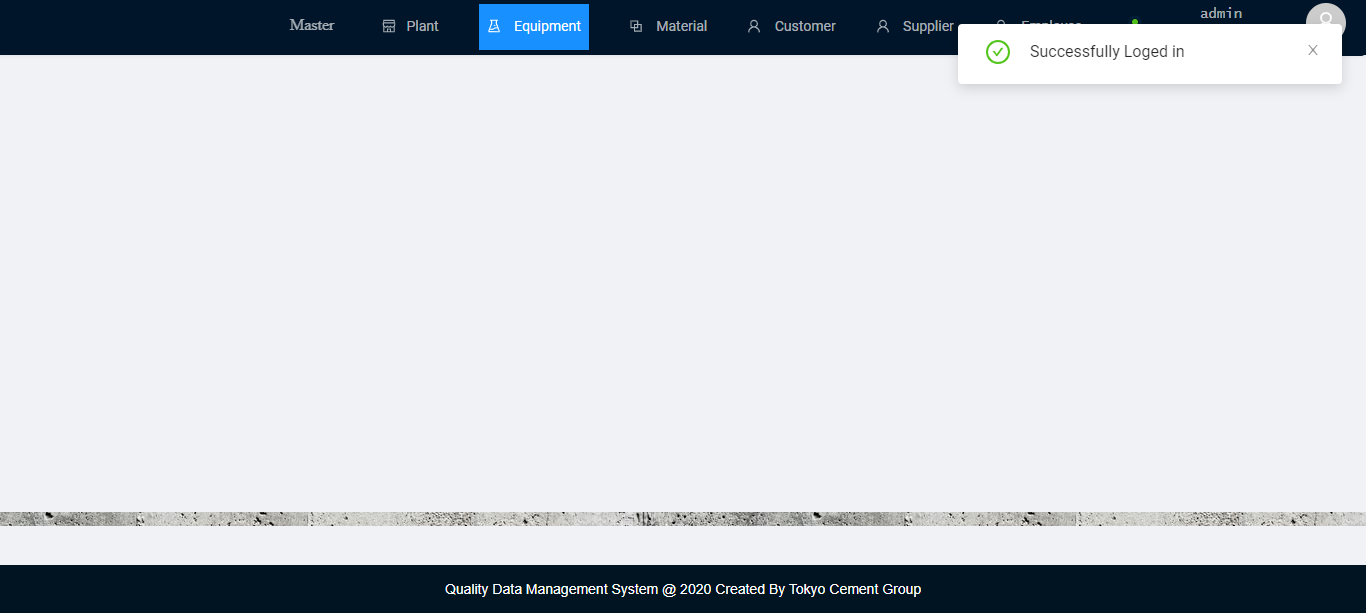 Master Plant Equipment Material Customer Supplier admin
Successfully Loged in
Quality Data Management System @ 2020 Created By Tokyo Cement Group